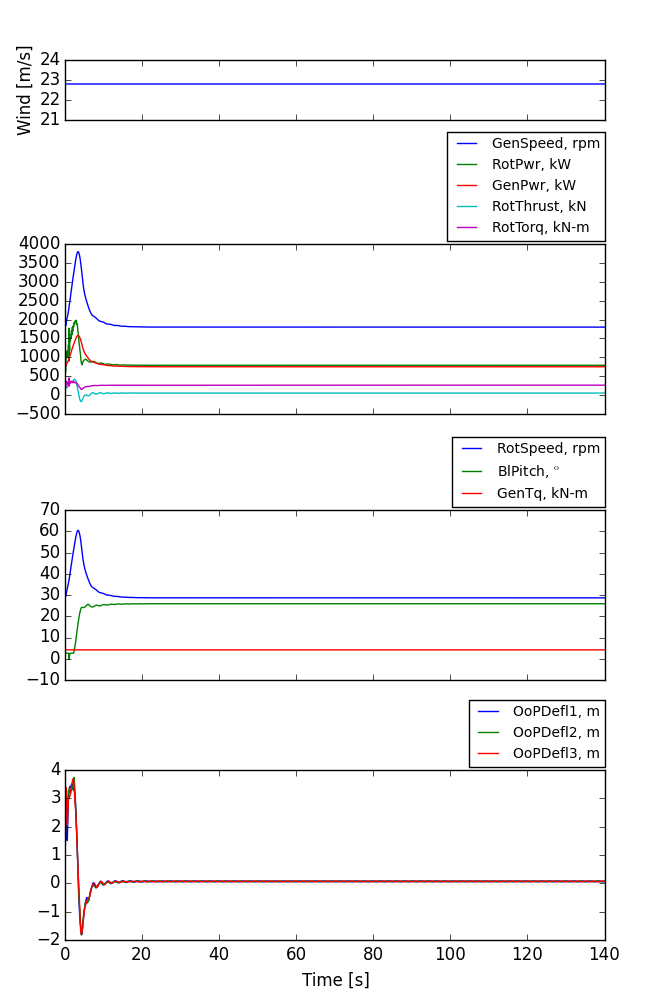 Wind [m/s]
24
23
22
21
GenSpeed, rpm
RotPwr, kW
GenPwr, kW
RotThrust, kN
RotTorq, kN-m
4000
3500
3000
2500
2000
1500
1000
500
0
−500
RotSpeed, rpm
BlPitch, °
GenTq, kN-m
70
60
50
40
30
20
10
0
−10
OoPDefl1, m
OoPDefl2, m
OoPDefl3, m
4
3
2
1
0
−1
−2
0 20 40 60 80 100 120 140
Time [s]